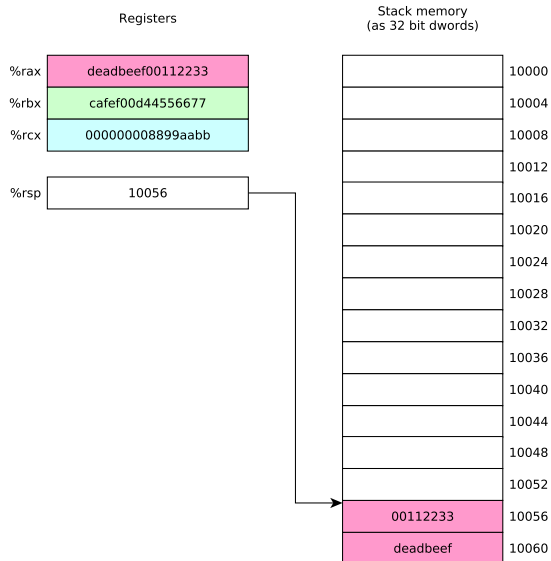 Registers
Stack memory
(as 32 bit dwords)
%rax deadbeef00112233
%rbx cafef00d44556677
%rcx 000000008899aabb
%rsp 10056
10000
10004
10008
10012
10016
10020
10024
10028
10032
10036
10040
10044
10048
10052
00112233 10056
deadbeef 10060